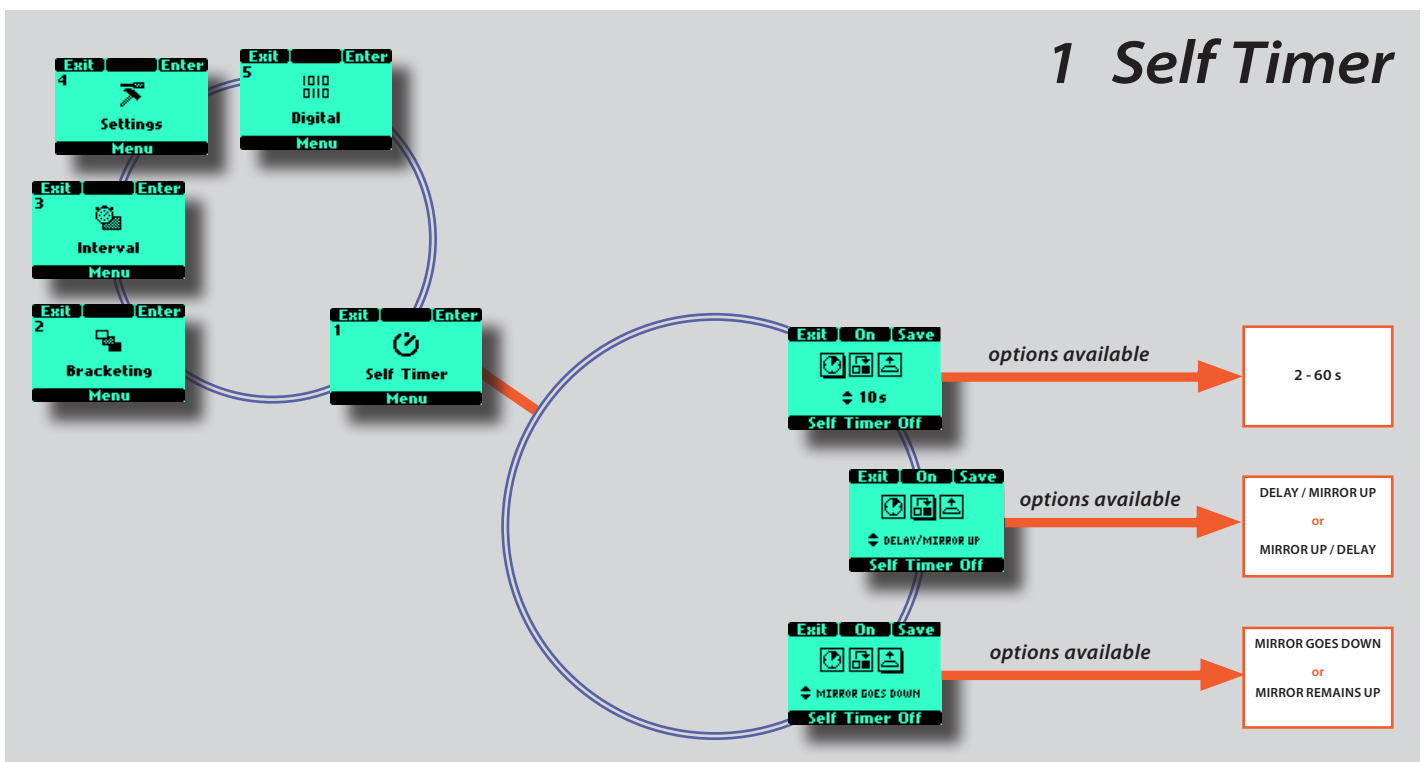 1 Self Timer
Exit Enter
4
Settings
Menu
Exit Enter
5
1010
0110
Digital
Menu
Exit Enter
3
Interval
Menu
Exit Enter
2
Bracketing
Menu
Exit Enter
1
Self Timer
Menu
Exit On Save
10s
Self Timer Off
options available
2 - 60 s
Exit On Save
DELAY/MIRROR UP
Self Timer Off
options available
DELAY / MIRROR UP
or
MIRROR UP / DELAY
Exit On Save
MIRROR GOES DOWN
Self Timer Off
options available
MIRROR GOES DOWN
or
MIRROR REMAINS UP